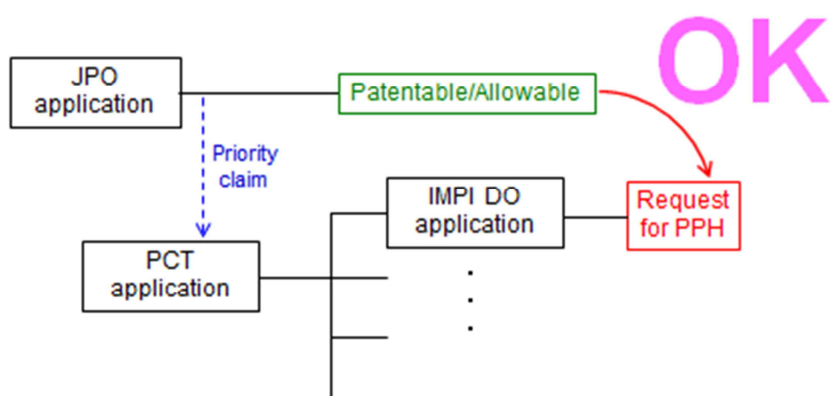 OK
JPO
application
Patentable/Allowable
Priority
claim
IMPI DO
application
Request
for PPH
PCT
application